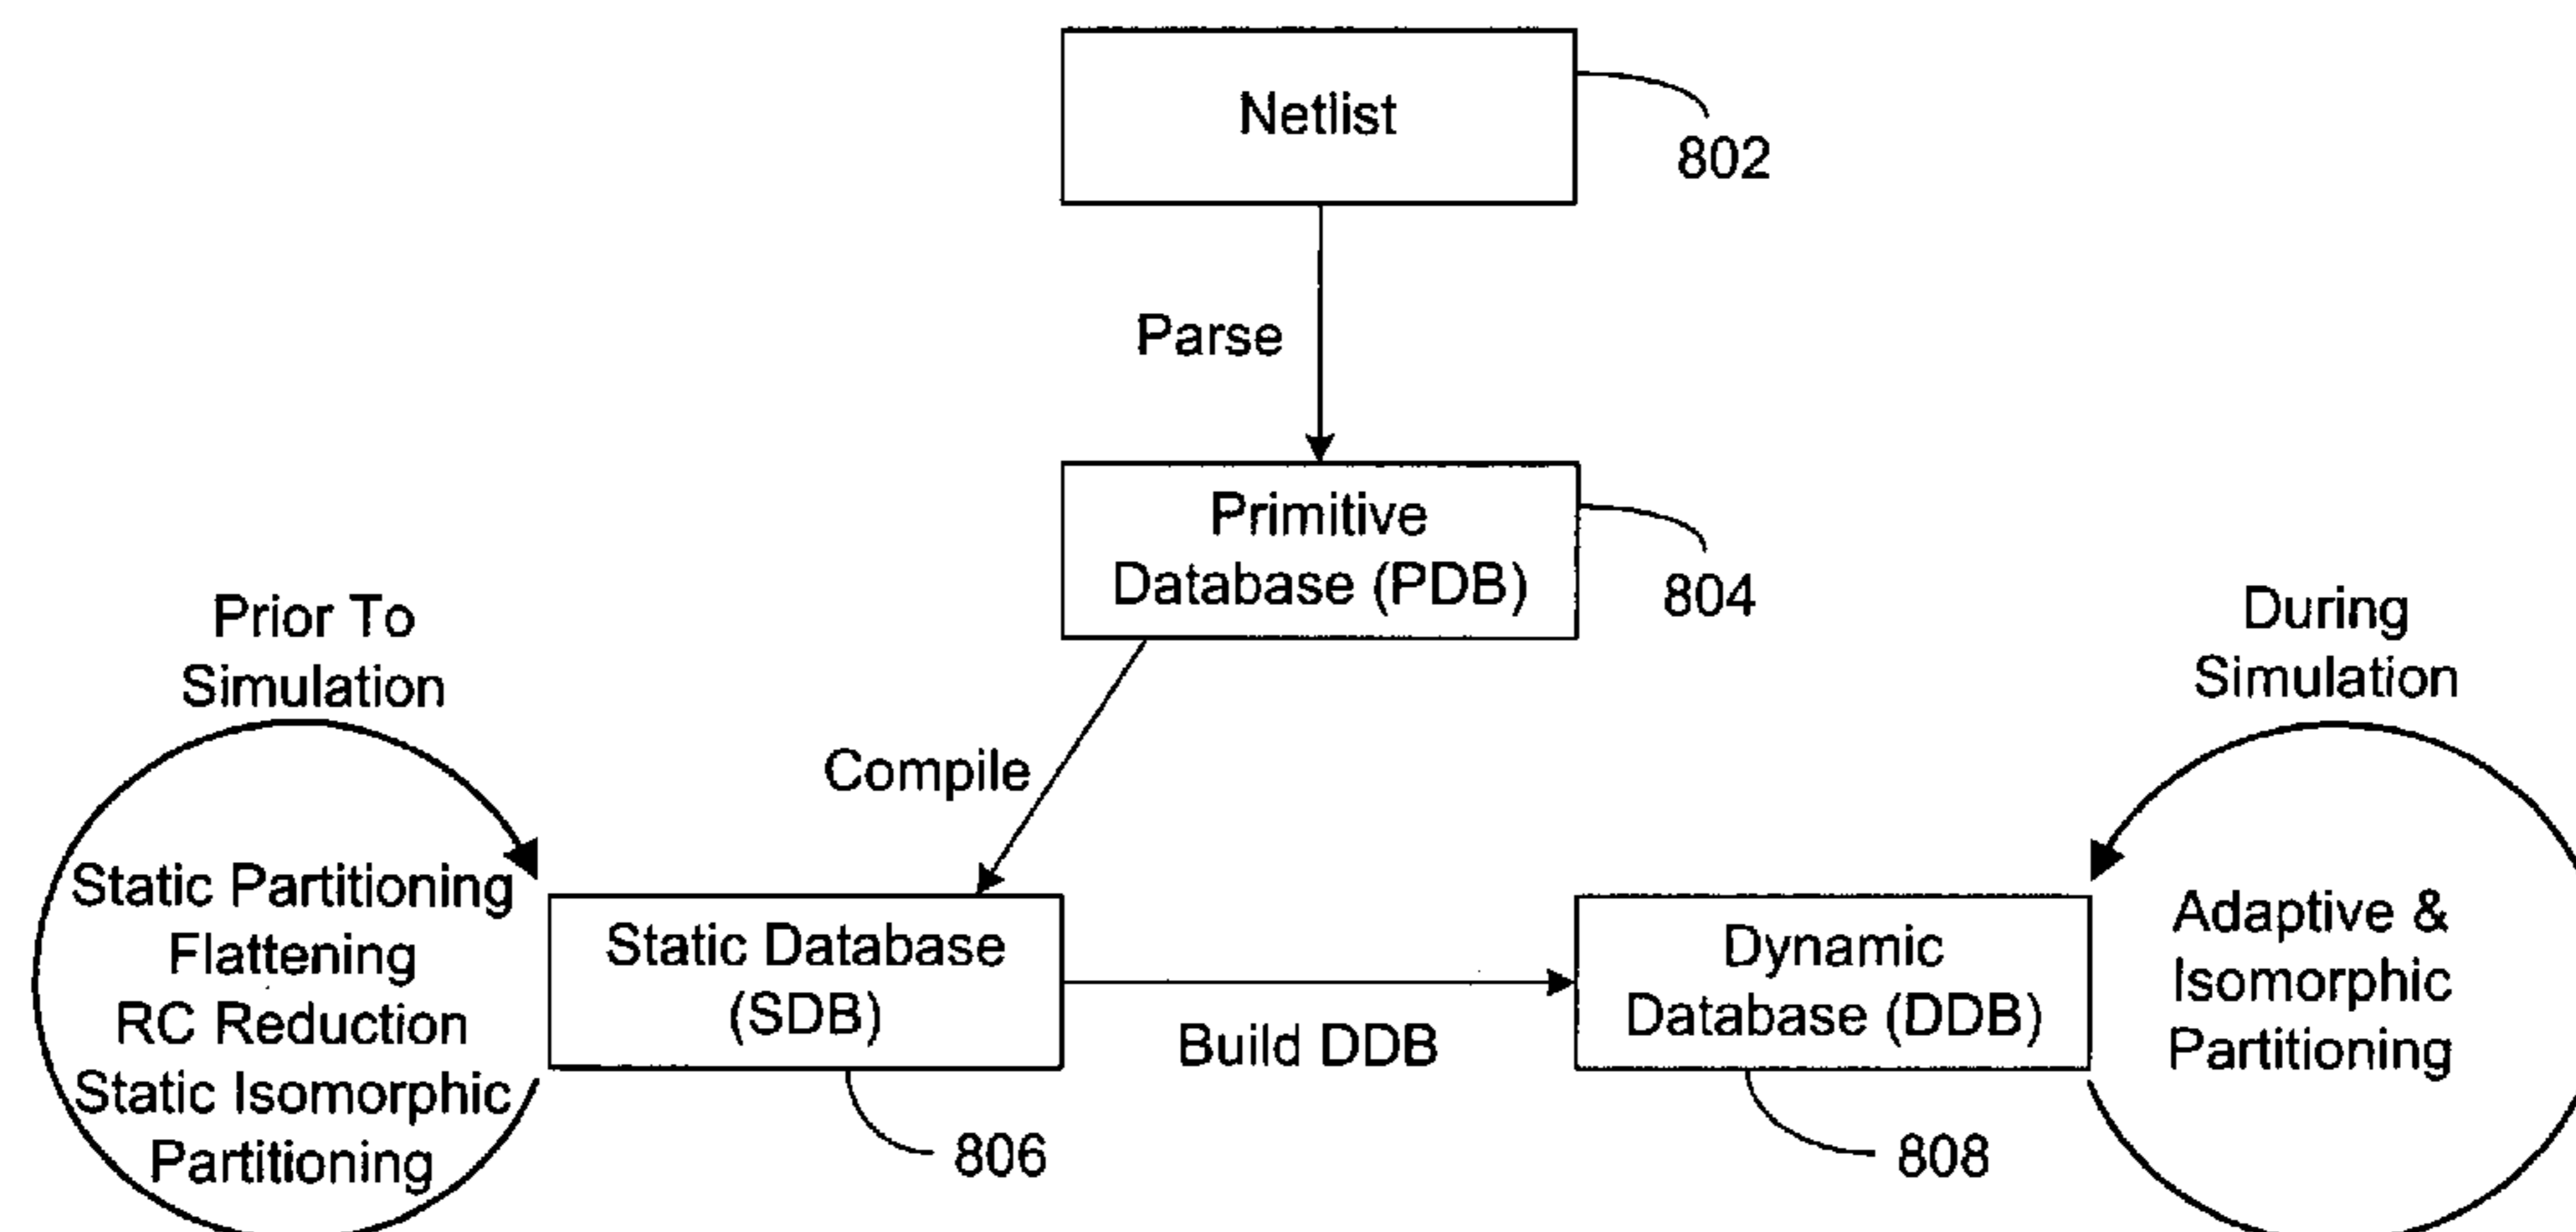 Netlist
802
Parse
Primitive
Database (PDB)
804
Prior To
Simulation
During
Simulation
Compile
Static Partitioning
Flattening
RC Reduction
Static Isomorphic
Partitioning
Static Database
(SDB)
806
Build DDB
Dynamic
Database (DDB)
808
Adaptive &
Isomorphic
Partitioning